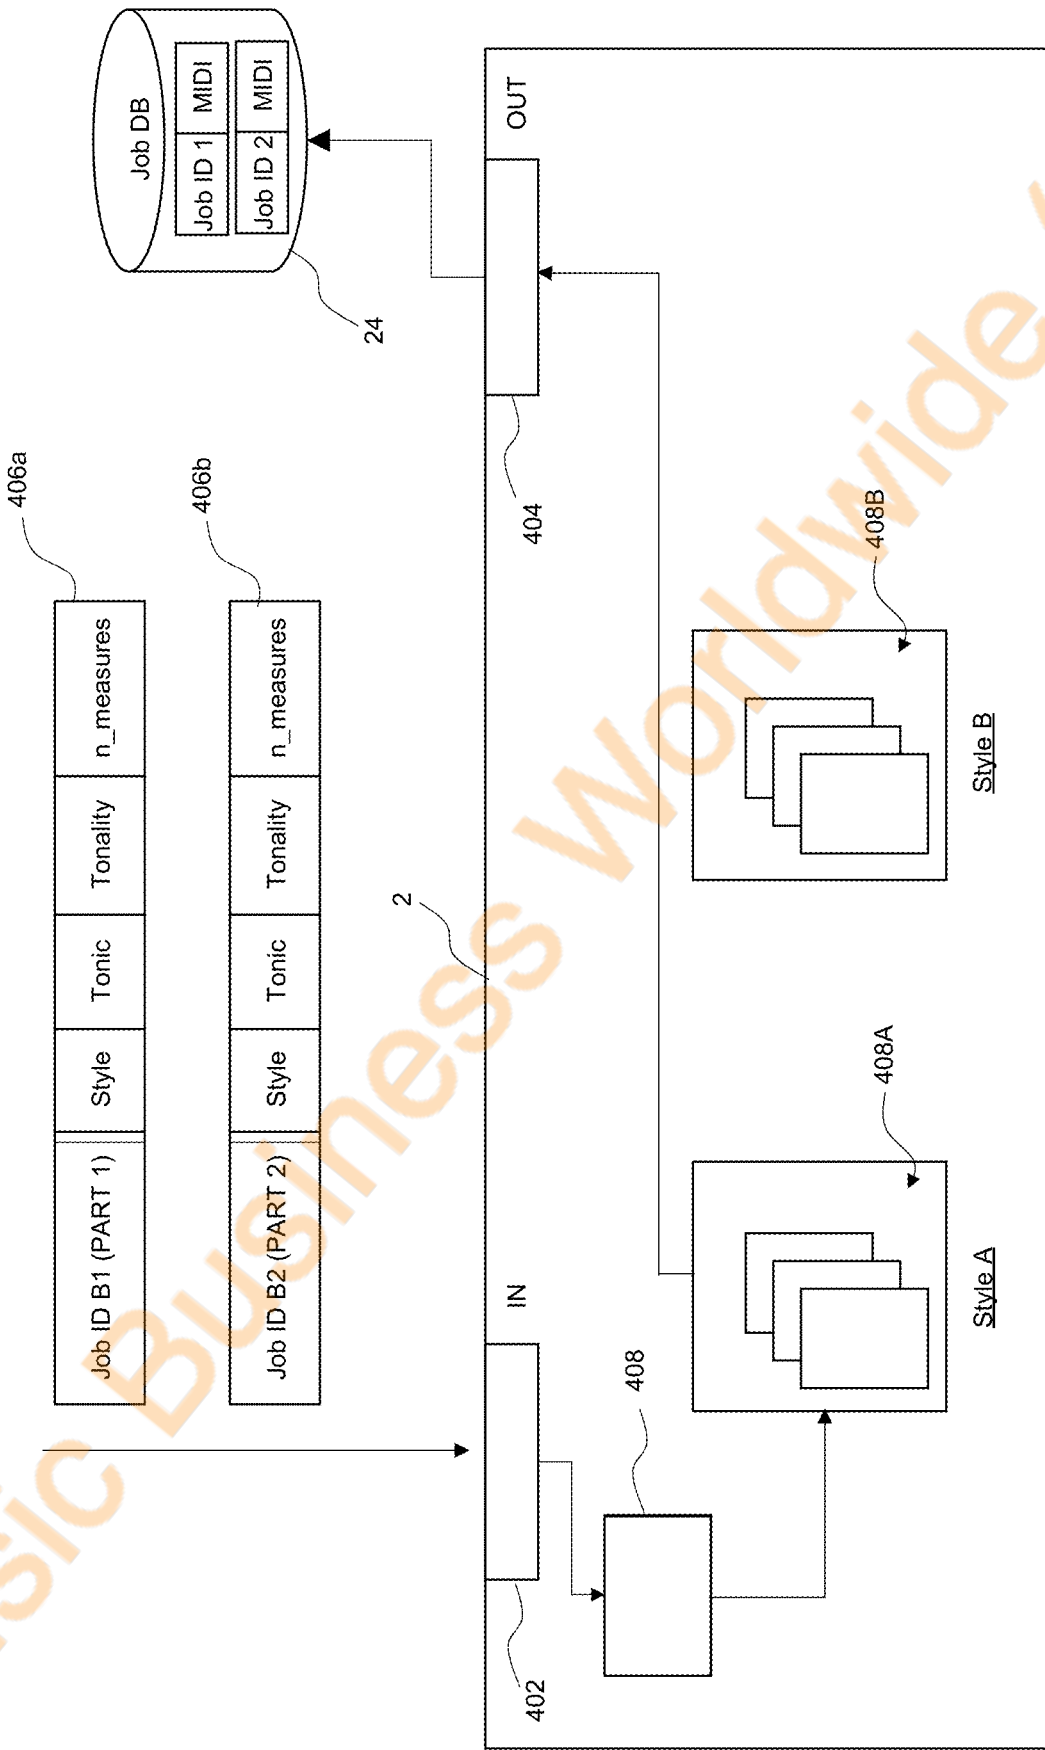 Job ID B1 (PART 1) Style Tonic Tonality n_measures
406a
Job ID B2 (PART 2) Style Tonic Tonality n_measures
406b
Job DB
Job ID 1 MIDI
Job ID 2 MIDI
24
2
IN
OUT
402
404
408
408A
Style A
408B
Style B
sic Business Worldwide